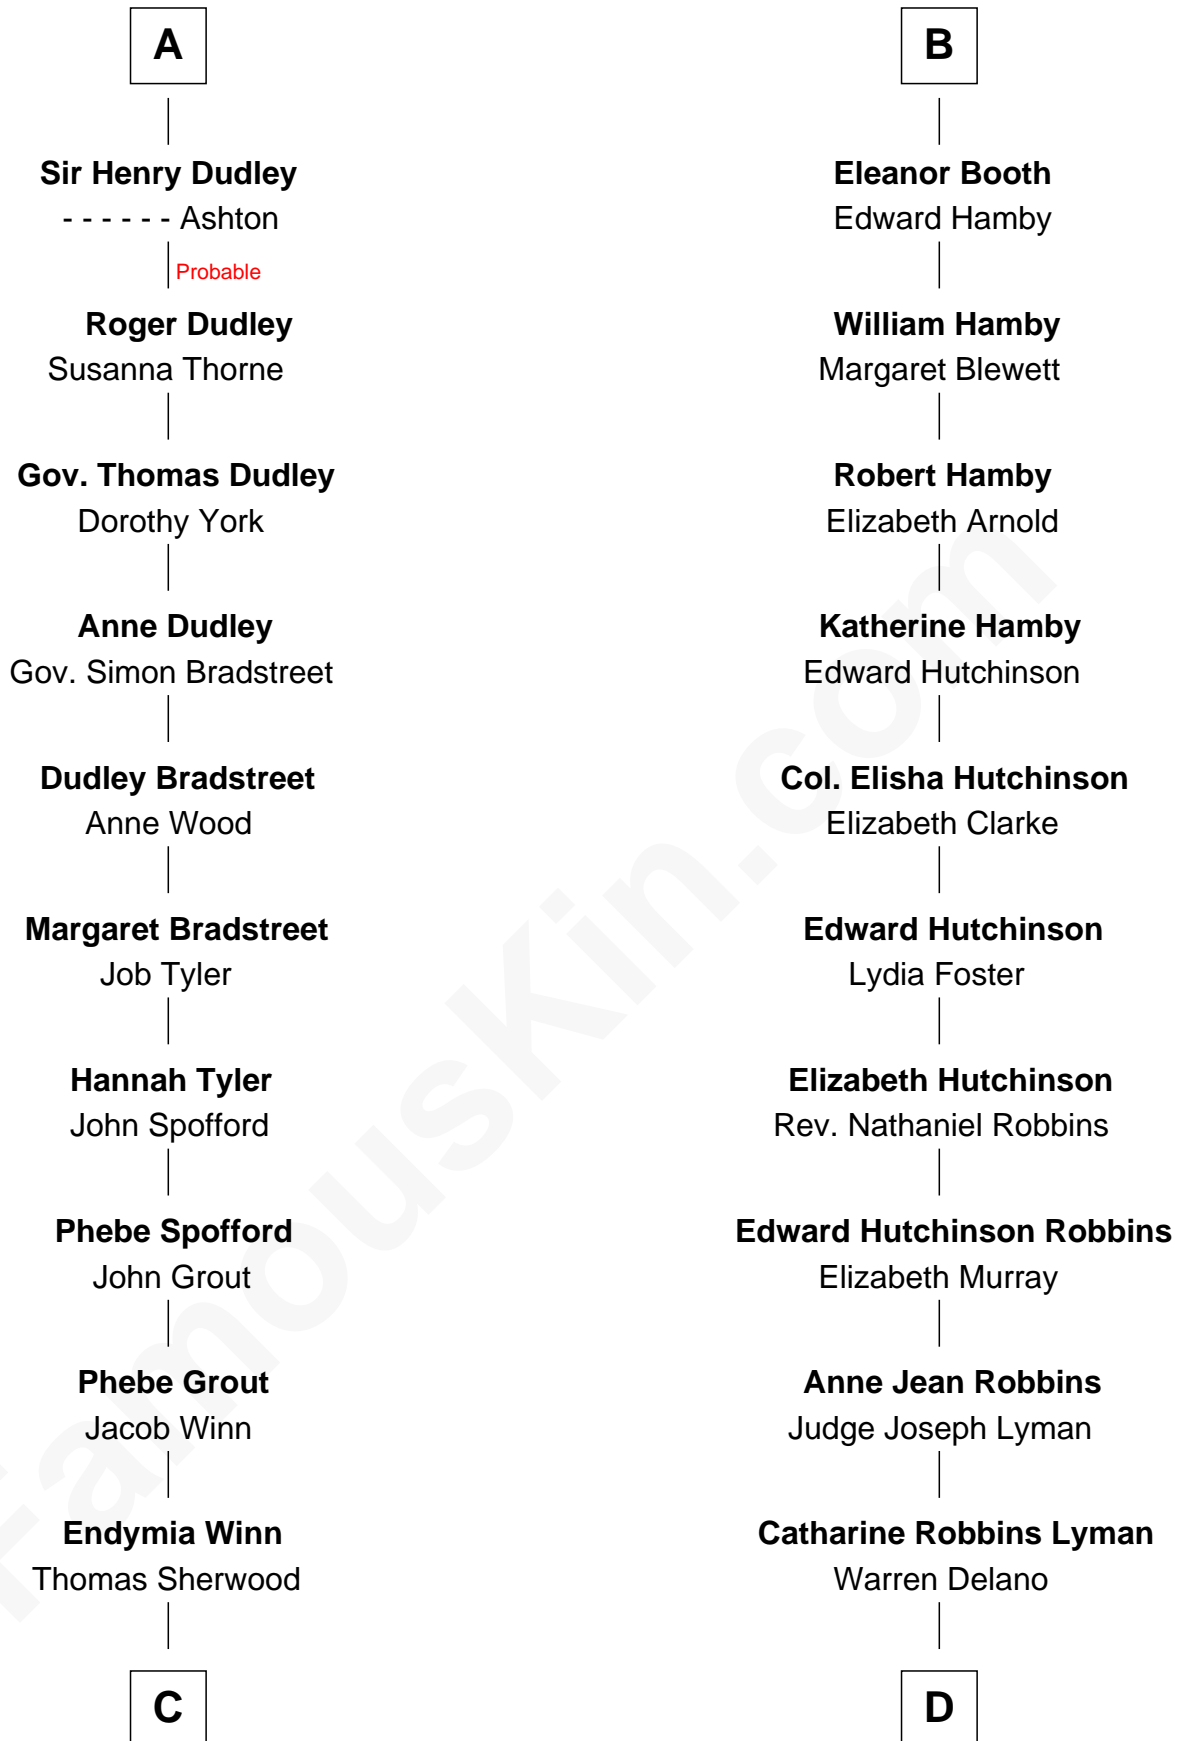 A
Sir Henry Dudley
- - - - - - Ashton
Probable
Roger Dudley
Susanna Thorne
Gov. Thomas Dudley
Dorothy York
Anne Dudley
Gov. Simon Bradstreet
Dudley Bradstreet
Anne Wood
Margaret Bradstreet
Job Tyler
Hannah Tyler
John Spofford
Phebe Spofford
John Grout
Phebe Grout
Jacob Winn
Endymia Winn
Thomas Sherwood
C
B
Eleanor Booth
Edward Hamby
William Hamby
Margaret Blewett
Robert Hamby
Elizabeth Arnold
Katherine Hamby
Edward Hutchinson
Col. Elisha Hutchinson
Elizabeth Clarke
Edward Hutchinson
Lydia Foster
Elizabeth Hutchinson
Rev. Nathaniel Robbins
Edward Hutchinson Robbins
Elizabeth Murray
Anne Jean Robbins
Judge Joseph Lyman
Catharine Robbins Lyman
Warren Delano
D
FamousKin.com